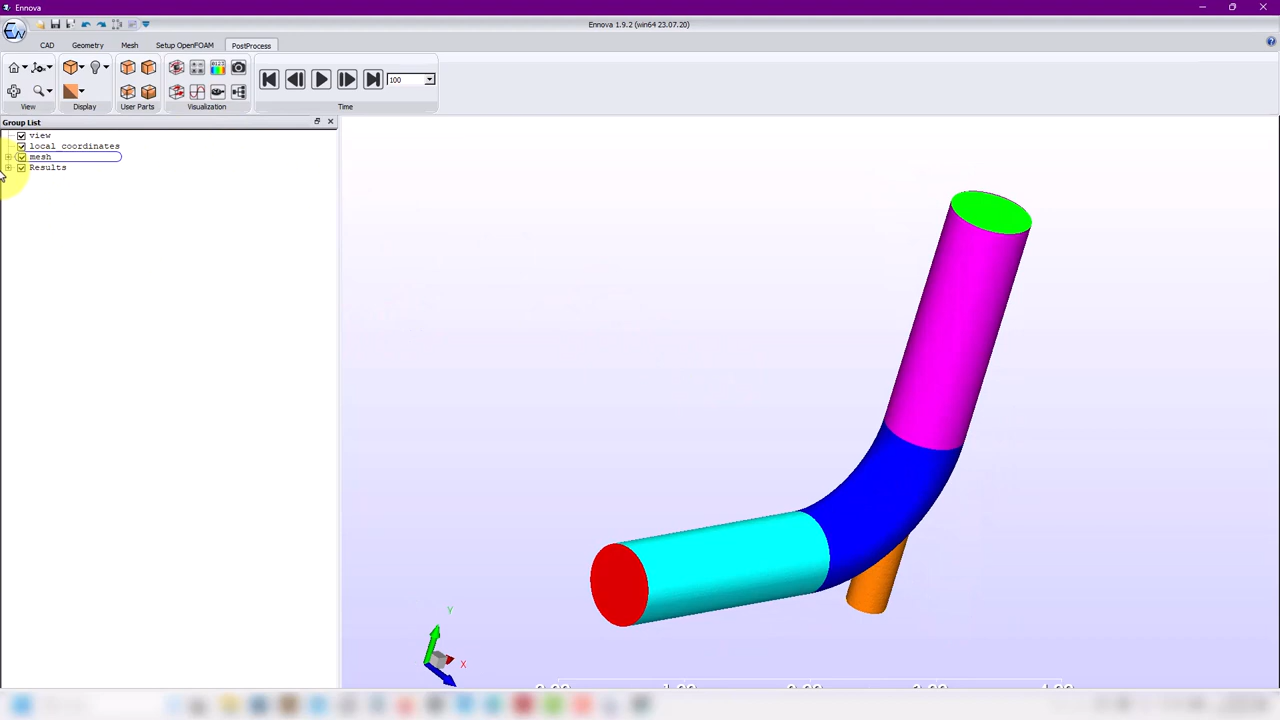 Ennova
Ennova 1.9.2 (win64 23.07.20)
CAD Geometry Mesh Setup OpenFOAM PostProcess
100
View Display User Parts Visualization Time
Group List
view
local coordinates
mesh
Results
Y
X